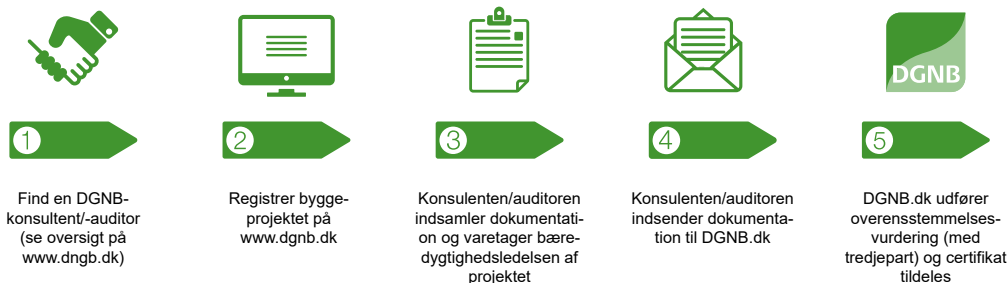 DGNB
1
2
3
4
5
Find en DGNB-
konsultent/-auditor
(se oversigt på
www.dngb.dk)
Registrer bygge-
projektet på
www.dgnb.dk
Konsulenten/auditoren
indsamler dokumentati-
on og varetager bære-
dygtighedsledelsen af
projektet
Konsulenten/auditoren
indsender dokumenta-
tion til DGNB.dk
DGNB.dk udfører
overensstemmelses-
vurdering (med
tredjepart) og certifikat
tildeles